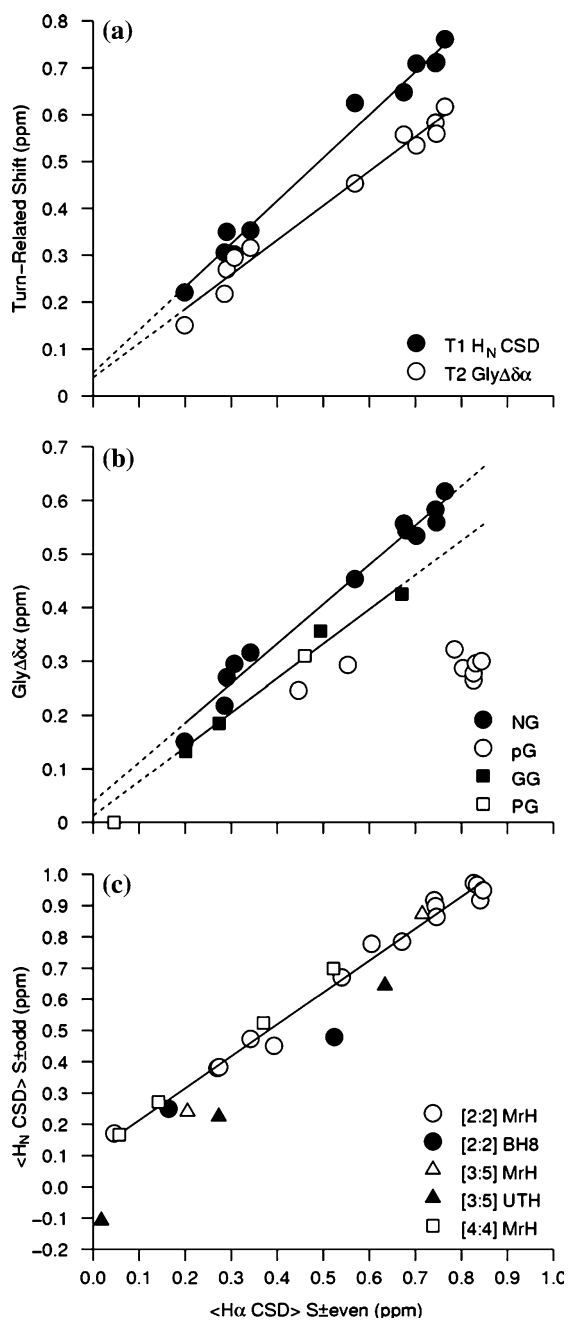 (a)
0.8
0.7
0.6
0.5
0.4
0.3
0.2
0.1
0
Turn−Related Shift (ppm)
T1 HN CSD
T2 GlyΔδα
(b)
0.7
0.6
0.5
0.4
0.3
0.2
0.1
0
GlyΔδα (ppm)
NG
pG
GG
PG
(c)
1.0
0.9
0.8
0.7
0.6
0.5
0.4
0.3
0.2
0.1
0.0
−0.1
−0.2
<HN CSD> S±odd (ppm)
[2:2] MrH
[2:2] BH8
[3:5] MrH
[3:5] UTH
[4:4] MrH
0.0 0.1 0.2 0.3 0.4 0.5 0.6 0.7 0.8 0.9 1.0
<Hα CSD> S±even (ppm)